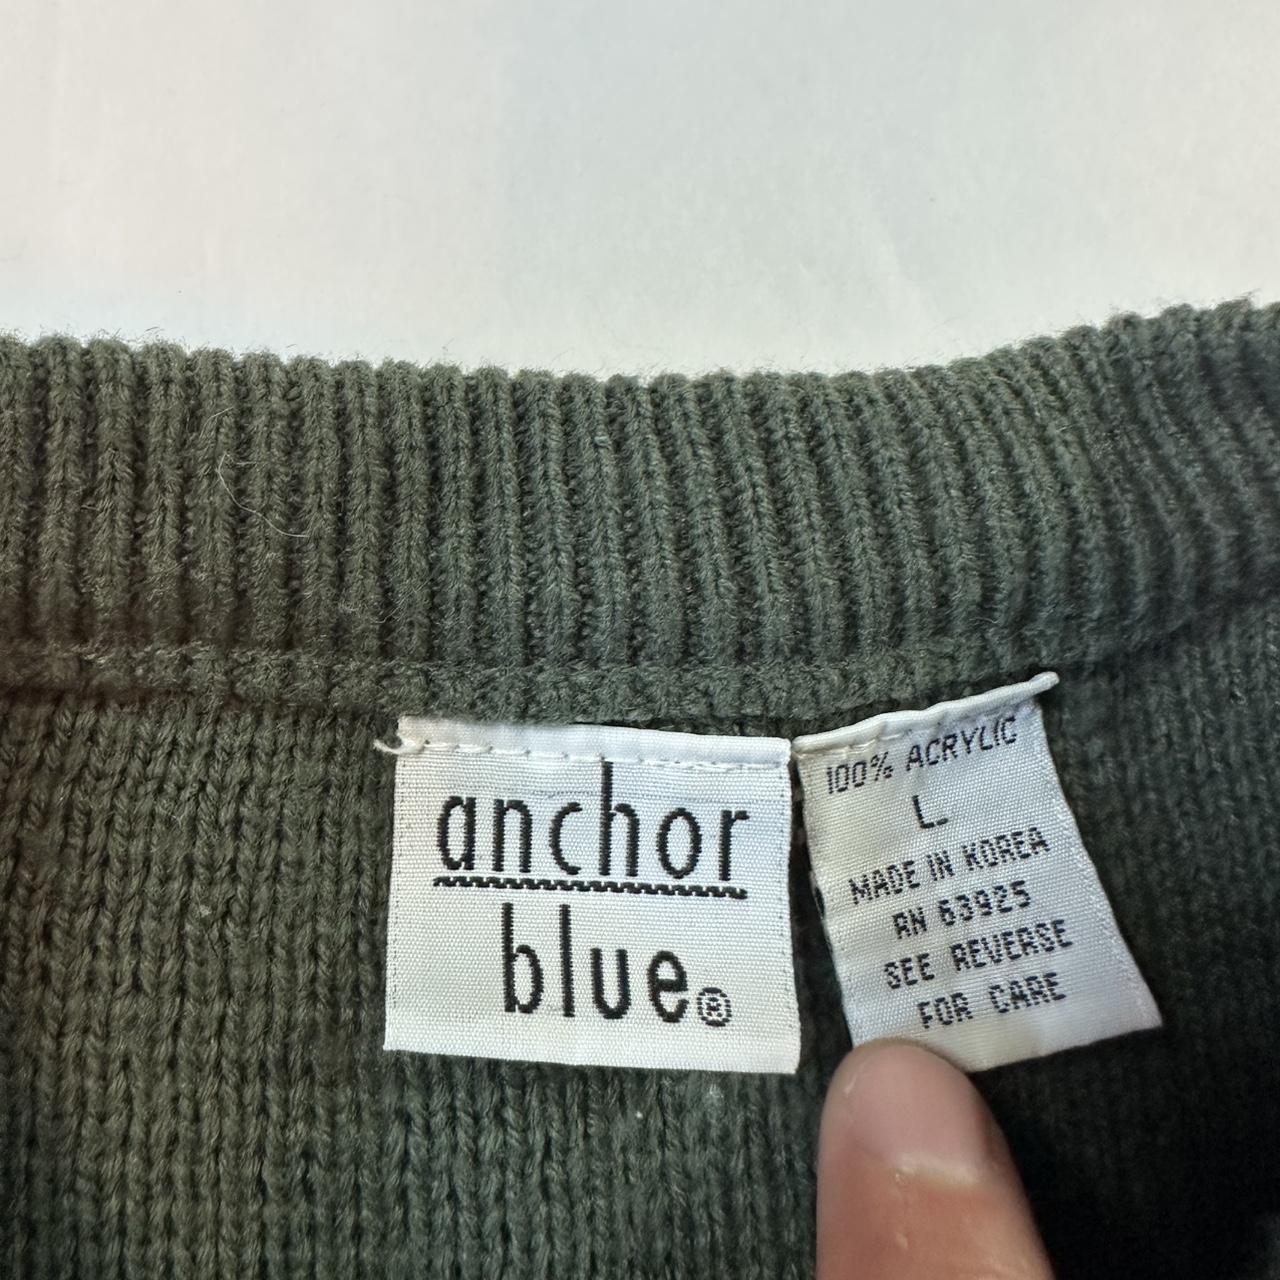 anchor
blue®
100% ACRYLIC
L
MADE IN KOREA
RN 63925
SEE REVERSE
FOR CARE